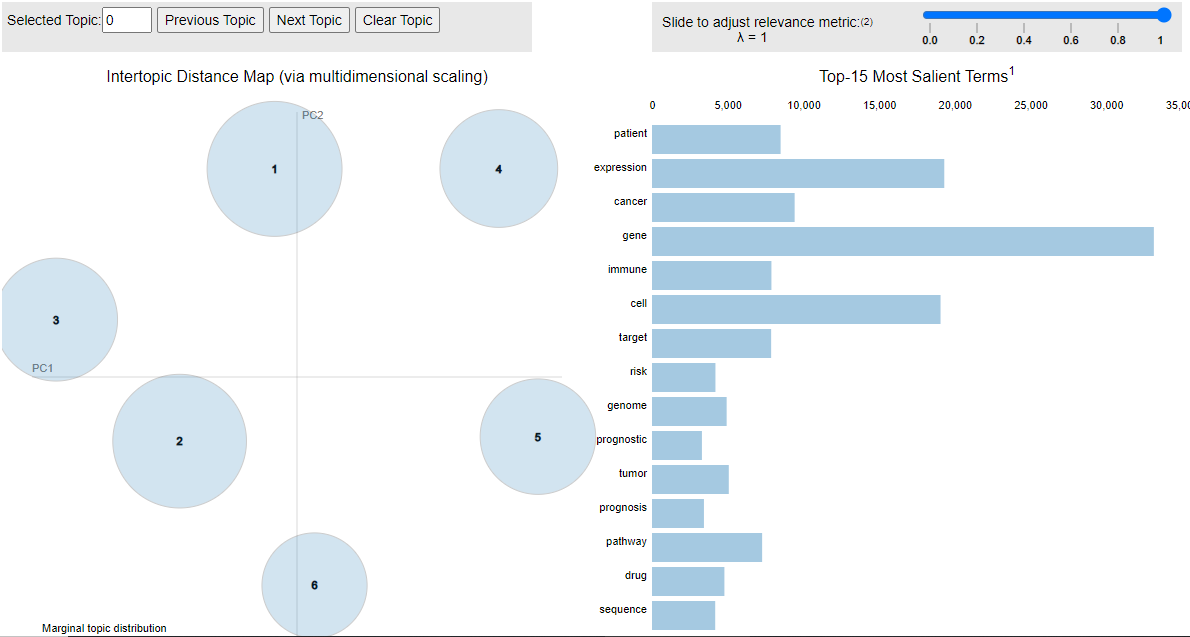 Selected Topic: 0 Previous Topic Next Topic Clear Topic
Slide to adjust relevance metric:(2)
λ = 1
0.0 0.2 0.4 0.6 0.8 1
Intertopic Distance Map (via multidimensional scaling)
PC2
1
4
3
PC1
2
5
6
Marginal topic distribution
Top-15 Most Salient Terms1
0 5,000 10,000 15,000 20,000 25,000 30,000 35,00
patient
expression
cancer
gene
immune
cell
target
risk
genome
prognostic
tumor
prognosis
pathway
drug
sequence